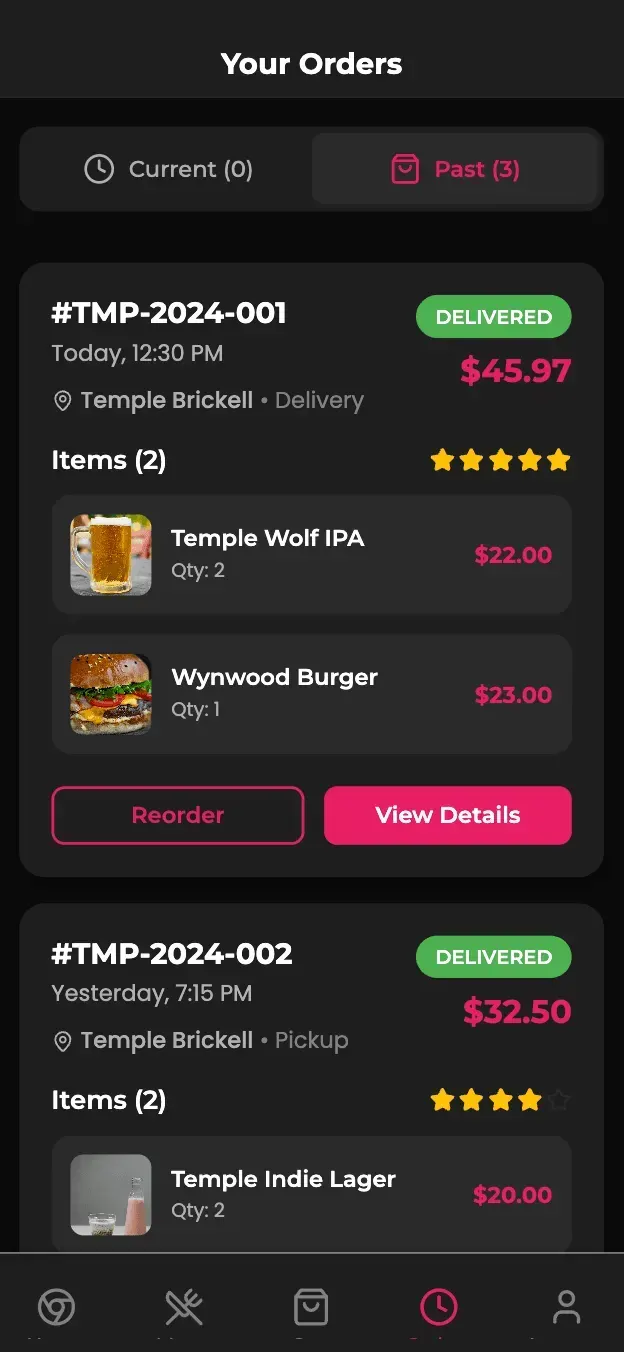 Your Orders
Current (0)
Past (3)
#TMP-2024-001
DELIVERED
Today, 12:30 PM
$45.97
Temple Brickell • Delivery
Items (2)
Temple Wolf IPA
Qty: 2
$22.00
Wynwood Burger
Qty: 1
$23.00
Reorder
View Details
#TMP-2024-002
DELIVERED
Yesterday, 7:15 PM
$32.50
Temple Brickell • Pickup
Items (2)
Temple Indie Lager
Qty: 2
$20.00